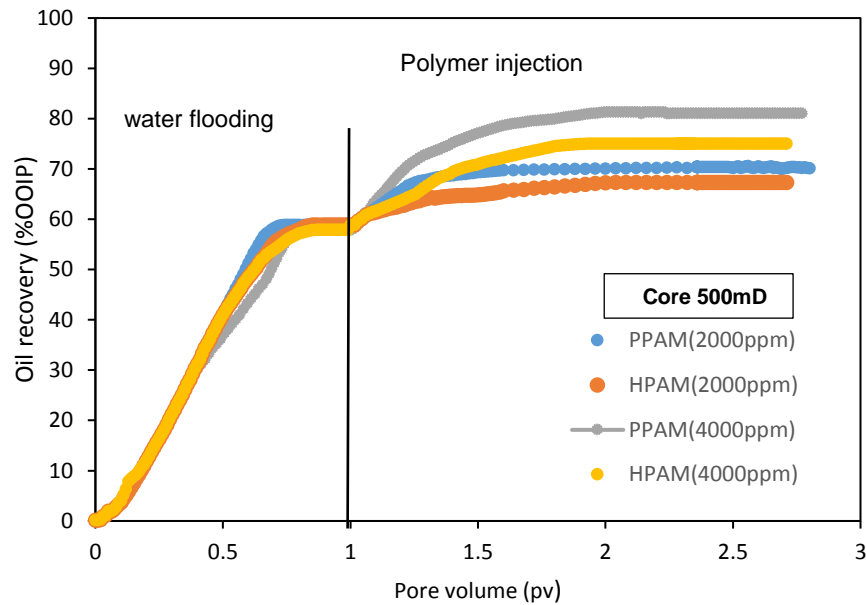 100
90
80
70
60
50
40
30
20
10
0
Oil recovery (%OOIP)
water flooding
Polymer injection
Core 500mD
PPAM(2000ppm)
HPAM(2000ppm)
PPAM(4000ppm)
HPAM(4000ppm)
0 0.5 1 1.5 2 2.5 3
Pore volume (pv)